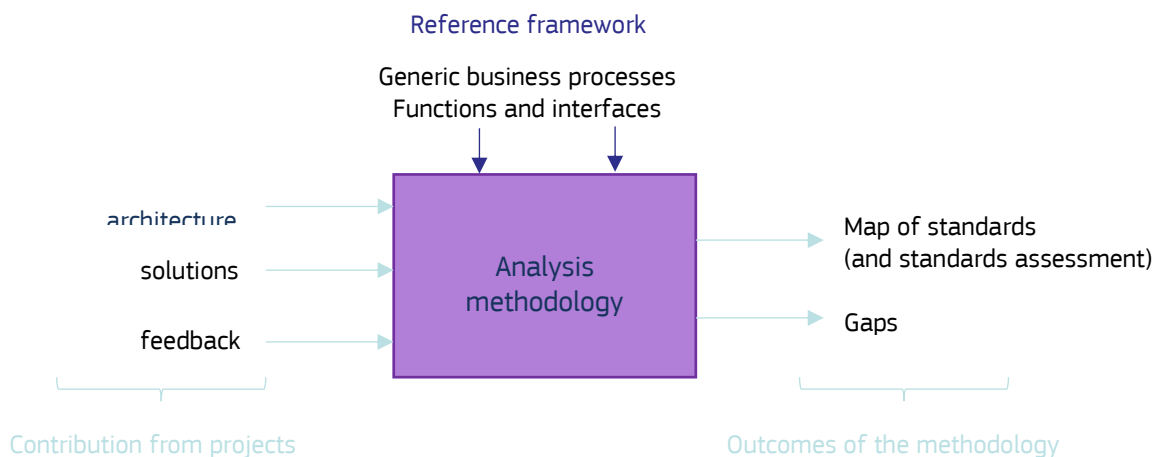 Reference framework
Generic business processes
Functions and interfaces
architecture
solutions
feedback
Analysis
methodology
Map of standards
(and standards assessment)
Gaps
Contribution from projects
Outcomes of the methodology